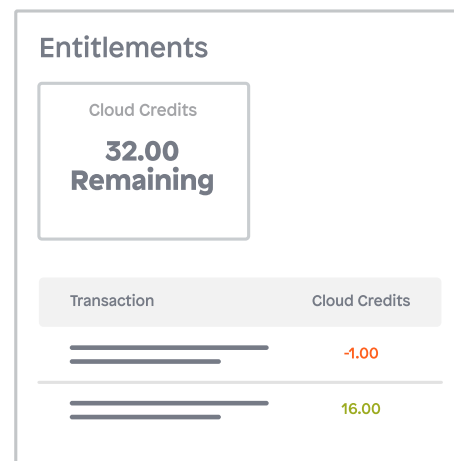 Entitlements
Cloud Credits
32.00
Remaining
Transaction Cloud Credits
-1.00
16.00